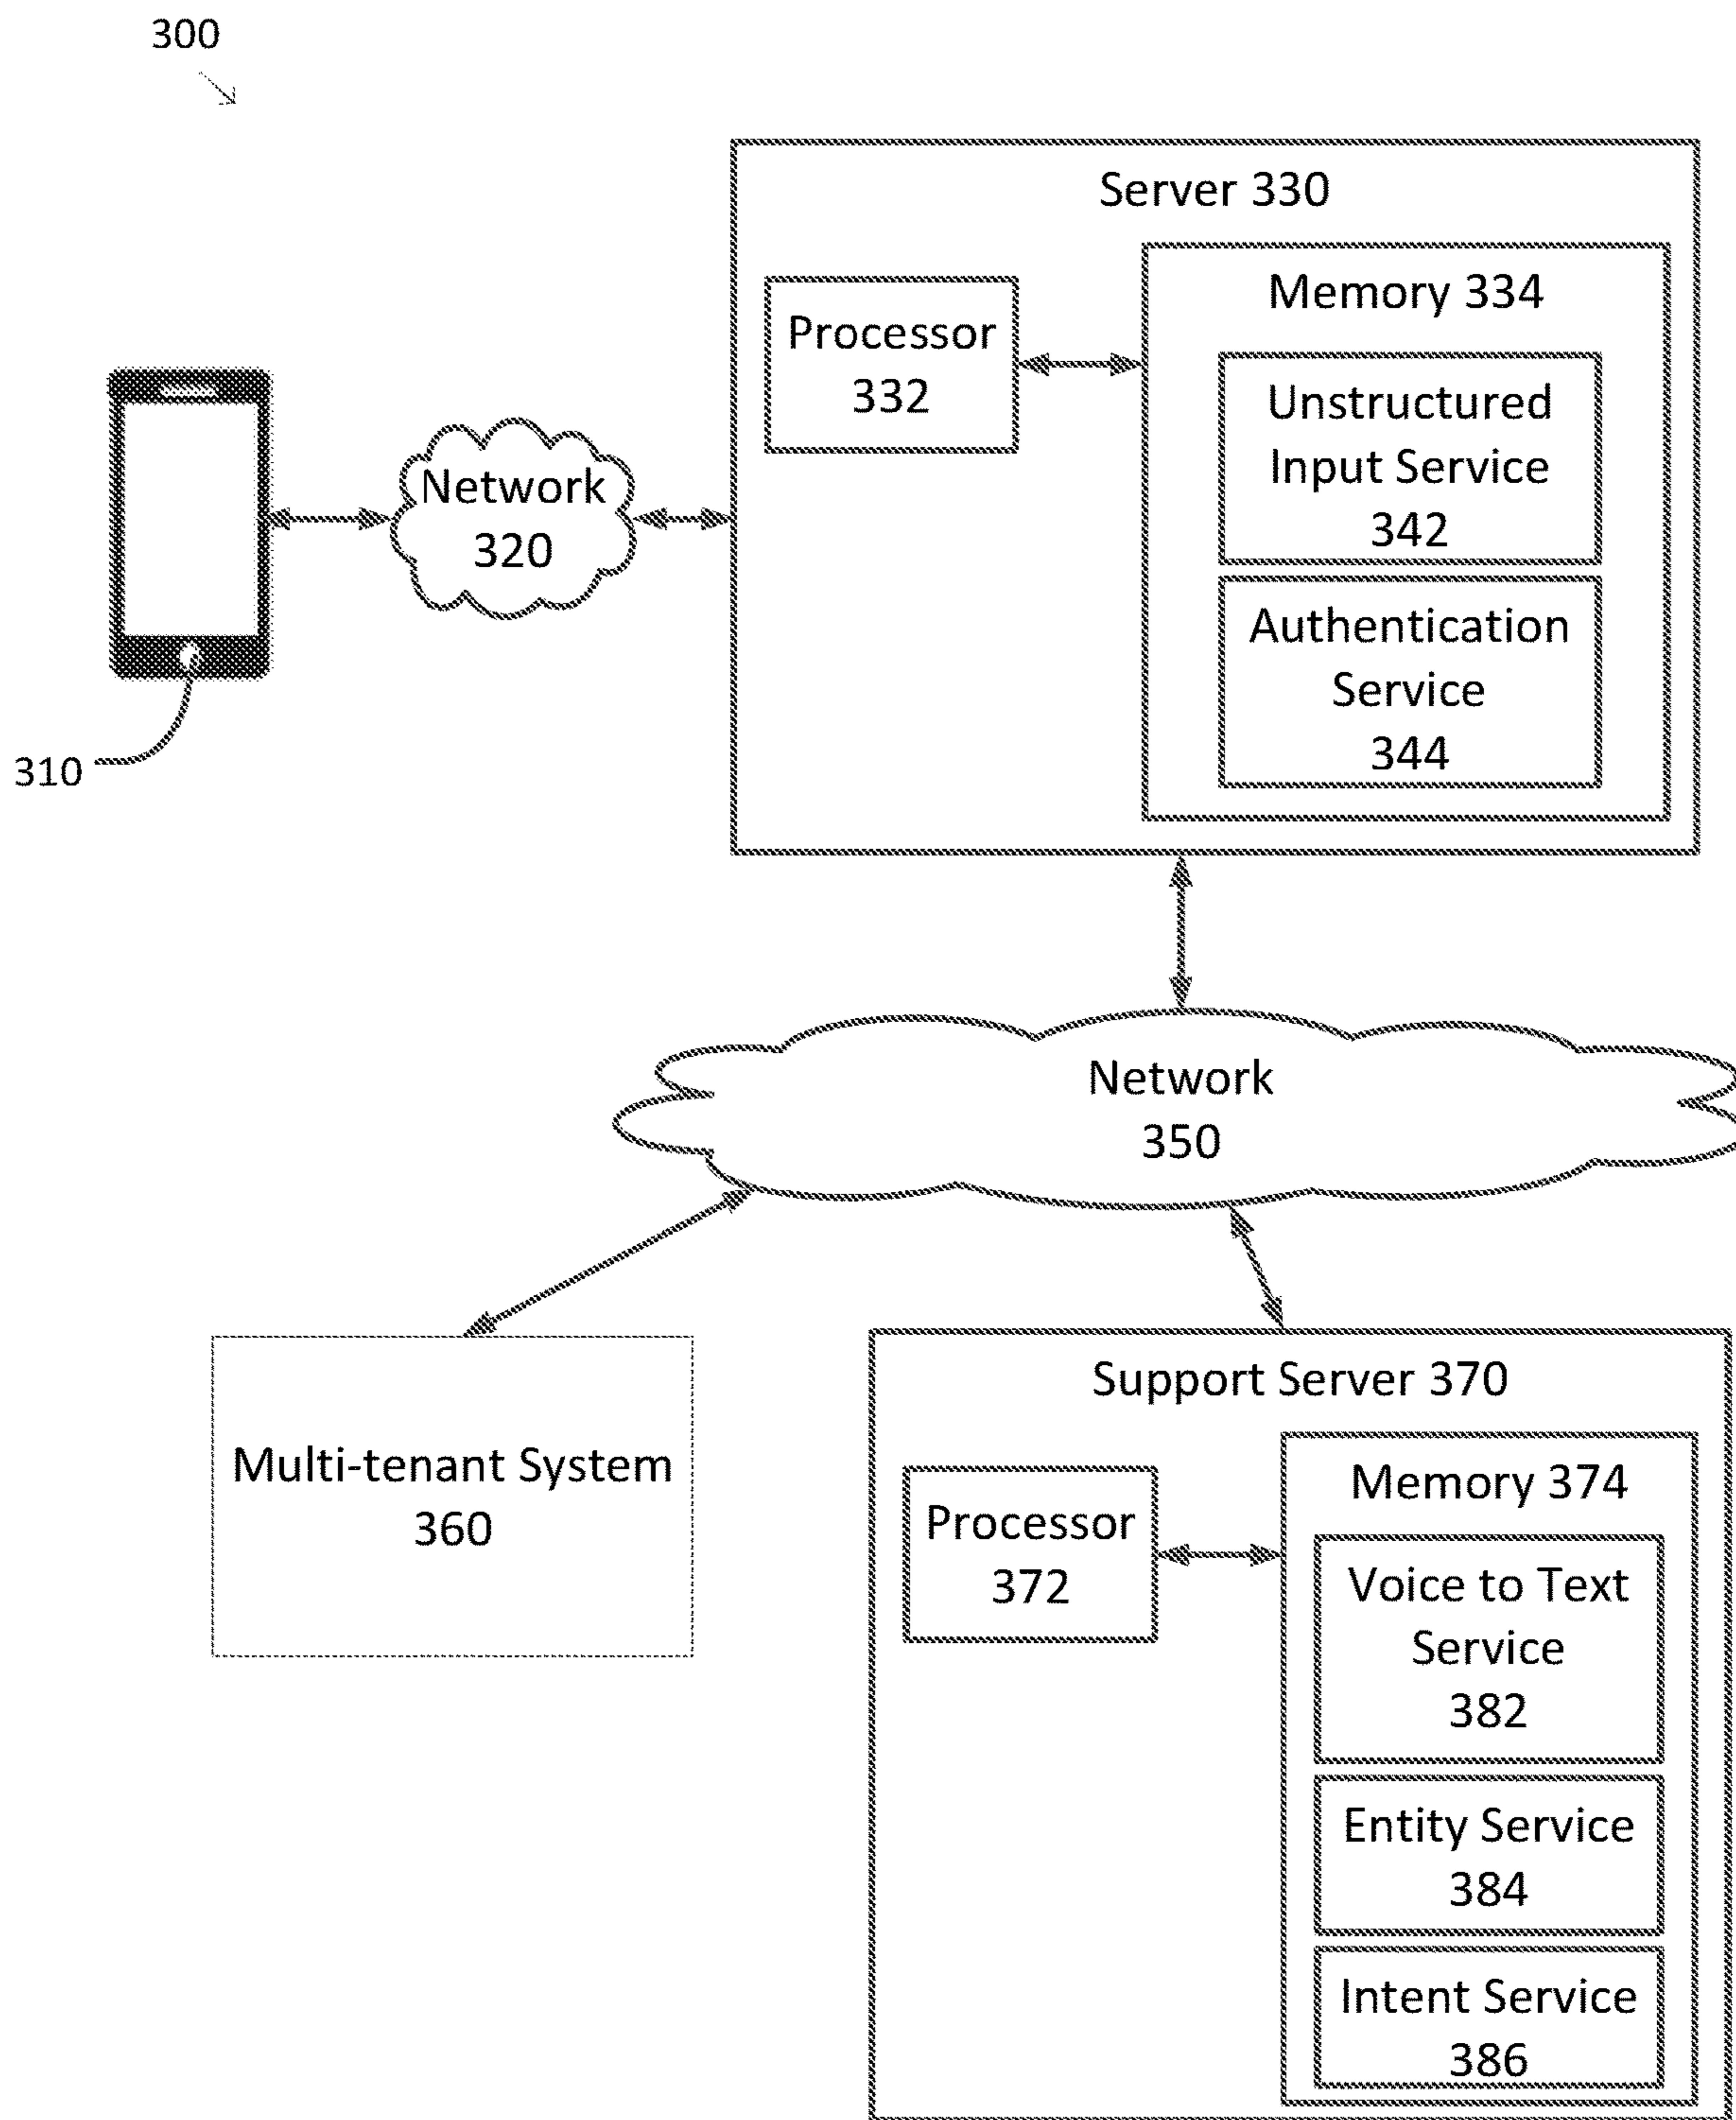 300
Server 330
Processor
332
Memory 334
Unstructured
Input Service
342
Authentication
Service
344
Network
320
310
Network
350
Multi-tenant System
360
Support Server 370
Processor
372
Memory 374
Voice to Text
Service
382
Entity Service
384
Intent Service
386